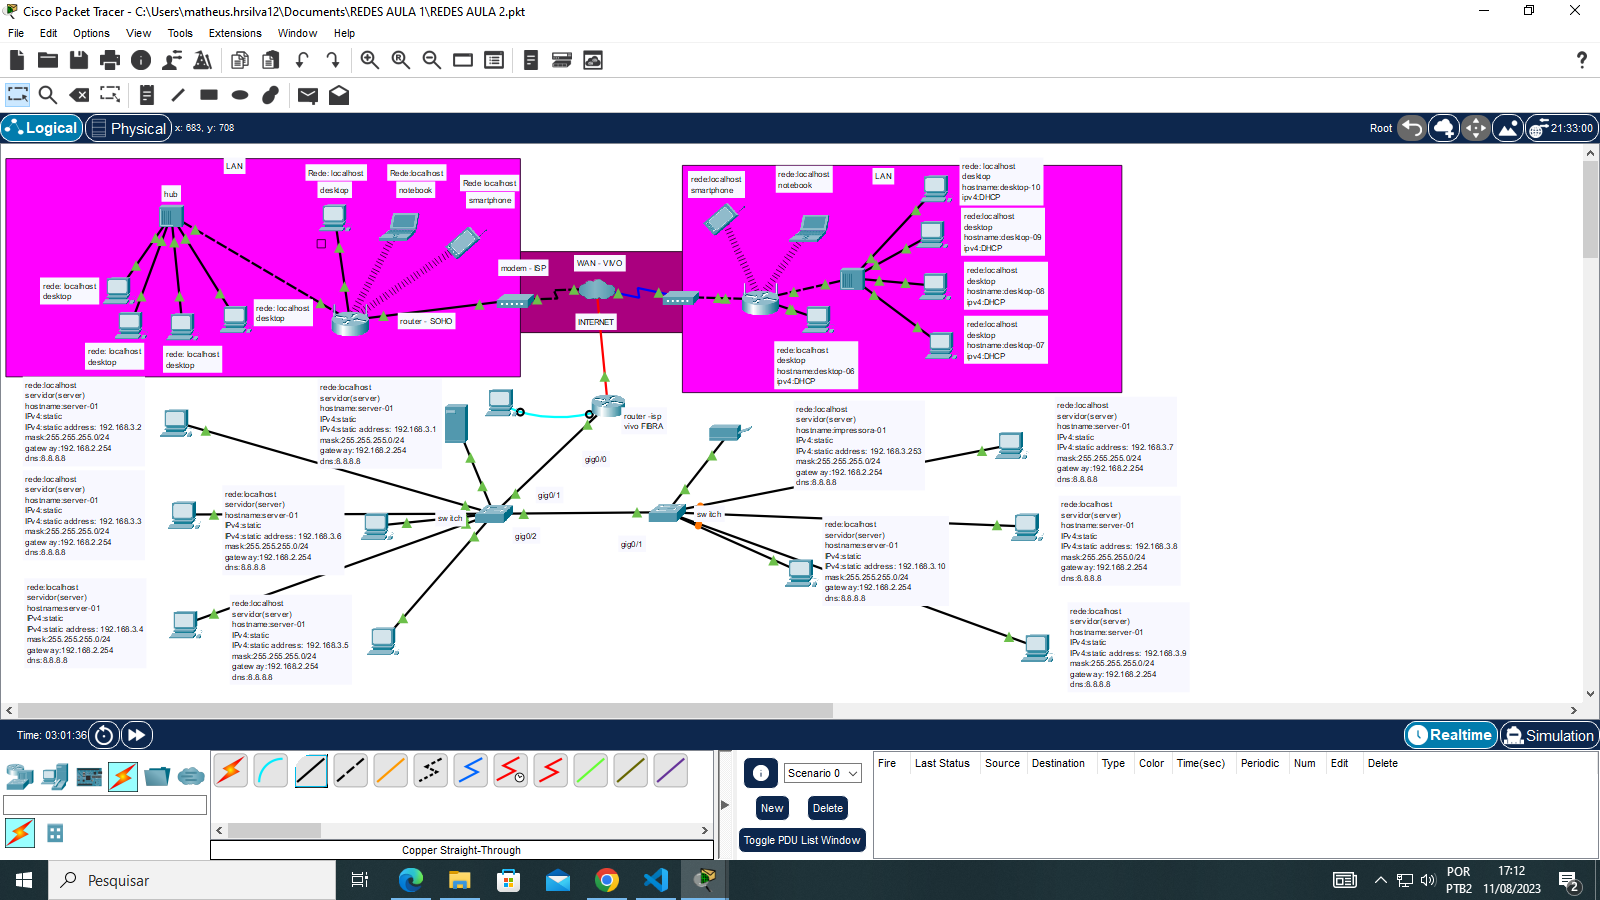 Cisco Packet Tracer - C:\Users\matheus.hrsilva12\Documents\REDES AULA 1\REDES AULA 2.pkt
File Edit Options View Tools Extensions Window Help
?
Logical
Physical
x: 683, y: 708
Root
21:33:00
LAN
hub
Rede: localhost
desktop
Rede:localhost
notebook
Rede localhost
smartphone
rede: localhost
desktop
rede: localhost
desktop
rede: localhost
desktop
rede: localhost
desktop
router - SOHO
modem - ISP
WAN - VIVO
INTERNET
rede:localhost
smartphone
rede:localhost
notebook
LAN
rede: localhost
desktop
hostname:desktop-10
ipv4:DHCP
rede:localhost
desktop
hostname:desktop-09
ipv4:DHCP
rede:localhost
desktop
hostname:desktop-08
ipv4:DHCP
rede:localhost
desktop
hostname:desktop-07
ipv4:DHCP
rede:localhost
desktop
hostname:desktop-06
ipv4:DHCP
rede:localhost
servidor(server)
hostname:server-01
IPv4:static
IPv4:static address: 192.168.3.2
mask:255.255.255.0/24
gateway:192.168.2.254
dns:8.8.8.8
rede:localhost
servidor(server)
hostname:server-01
IPv4:static
IPv4:static address: 192.168.3.1
mask:255.255.255.0/24
gateway:192.168.2.254
dns:8.8.8.8
router -isp
vivo FIBRA
gig0/0
gig0/1
gig0/2
gig0/1
switch
switch
rede:localhost
servidor(server)
hostname:impressora-01
IPv4:static
IPv4:static address: 192.168.3.253
mask:255.255.255.0/24
gateway:192.168.2.254
dns:8.8.8.8
rede:localhost
servidor(server)
hostname:server-01
IPv4:static
IPv4:static address: 192.168.3.7
mask:255.255.255.0/24
gateway:192.168.2.254
dns:8.8.8.8
rede:localhost
servidor(server)
hostname:server-01
IPv4:static
IPv4:static address: 192.168.3.3
mask:255.255.255.0/24
gateway:192.168.2.254
dns:8.8.8.8
rede:localhost
servidor(server)
hostname:server-01
IPv4:static
IPv4:static address: 192.168.3.6
mask:255.255.255.0/24
gateway:192.168.2.254
dns:8.8.8.8
rede:localhost
servidor(server)
hostname:server-01
IPv4:static
IPv4:static address: 192.168.3.10
mask:255.255.255.0/24
gateway:192.168.2.254
dns:8.8.8.8
rede:localhost
servidor(server)
hostname:server-01
IPv4:static
IPv4:static address: 192.168.3.8
mask:255.255.255.0/24
gateway:192.168.2.254
dns:8.8.8.8
rede:localhost
servidor(server)
hostname:server-01
IPv4:static
IPv4:static address: 192.168.3.4
mask:255.255.255.0/24
gateway:192.168.2.254
dns:8.8.8.8
rede:localhost
servidor(server)
hostname:server-01
IPv4:static
IPv4:static address: 192.168.3.5
mask:255.255.255.0/24
gateway:192.168.2.254
dns:8.8.8.8
rede:localhost
servidor(server)
hostname:server-01
IPv4:static
IPv4:static address: 192.168.3.9
mask:255.255.255.0/24
gateway:192.168.2.254
dns:8.8.8.8
Time: 03:01:36
Realtime
Simulation
Scenario 0
New
Delete
Toggle PDU List Window
Fire Last Status Source Destination Type Color Time(sec) Periodic Num Edit Delete
Copper Straight-Through
Pesquisar
POR
PTB2
17:12
11/08/2023
2